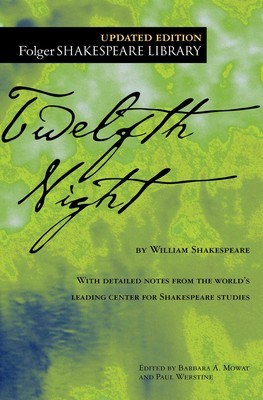 UPDATED EDITION
Folger SHAKESPEARE LIBRARY
Twelfth
Night
BY WILLIAM SHAKESPEARE
WITH DETAILED NOTES FROM THE WORLD'S
LEADING CENTER FOR SHAKESPEARE STUDIES
EDITED BY BARBARA A. MOWAT
AND PAUL WERSTINE